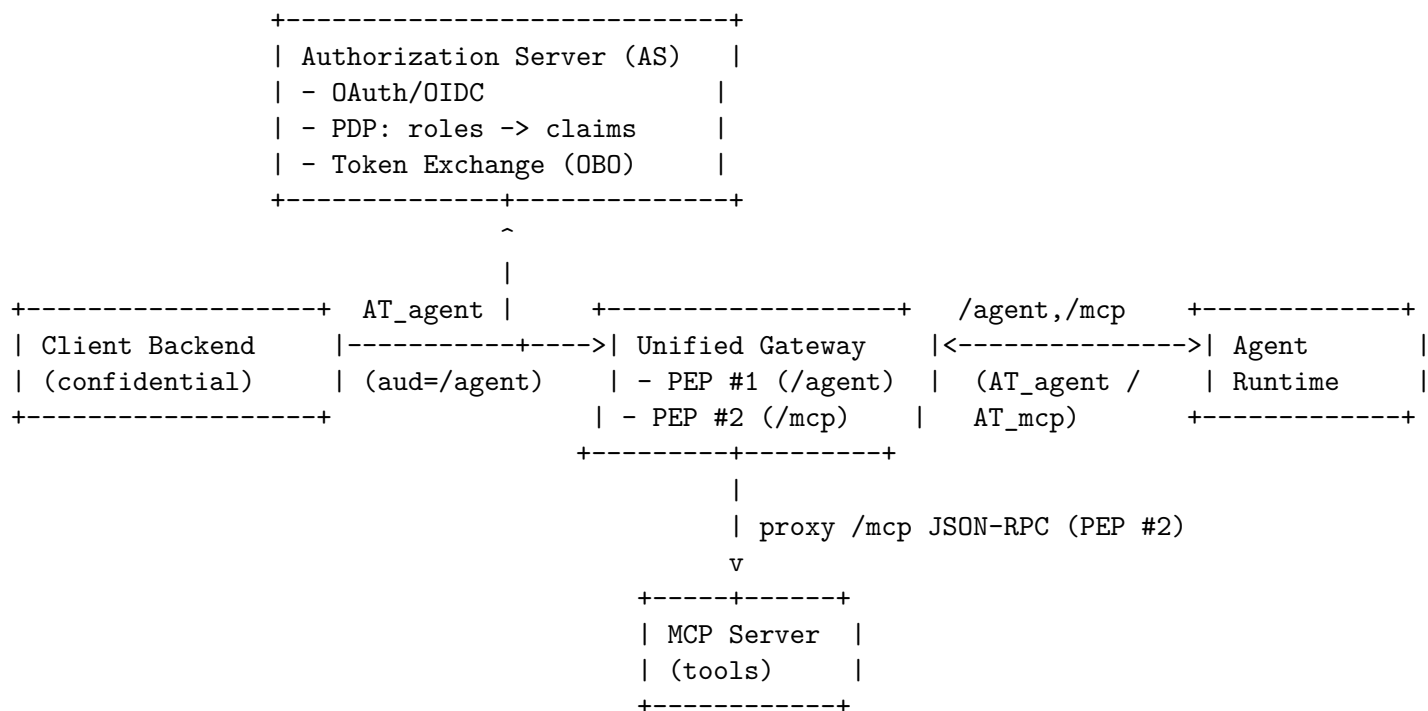 +-----------------------------+
| Authorization Server (AS)   |
| - OAuth/OIDC                |
| - PDP: roles -> claims      |
| - Token Exchange (OBO)      |
+--------------+--------------+
^
|
+-------------------+  AT_agent |     +-------------------+   /agent,/mcp    +-------------+
| Client Backend     |-----------+---->| Unified Gateway    |<--------------->| Agent       |
| (confidential)     | (aud=/agent)    | - PEP #1 (/agent)  |  (AT_agent /    | Runtime     |
+-------------------+                 | - PEP #2 (/mcp)    |   AT_mcp)       +-------------+
+---------+---------+
|
| proxy /mcp JSON-RPC (PEP #2)
v
+-----+------+
| MCP Server  |
| (tools)     |
+------------+